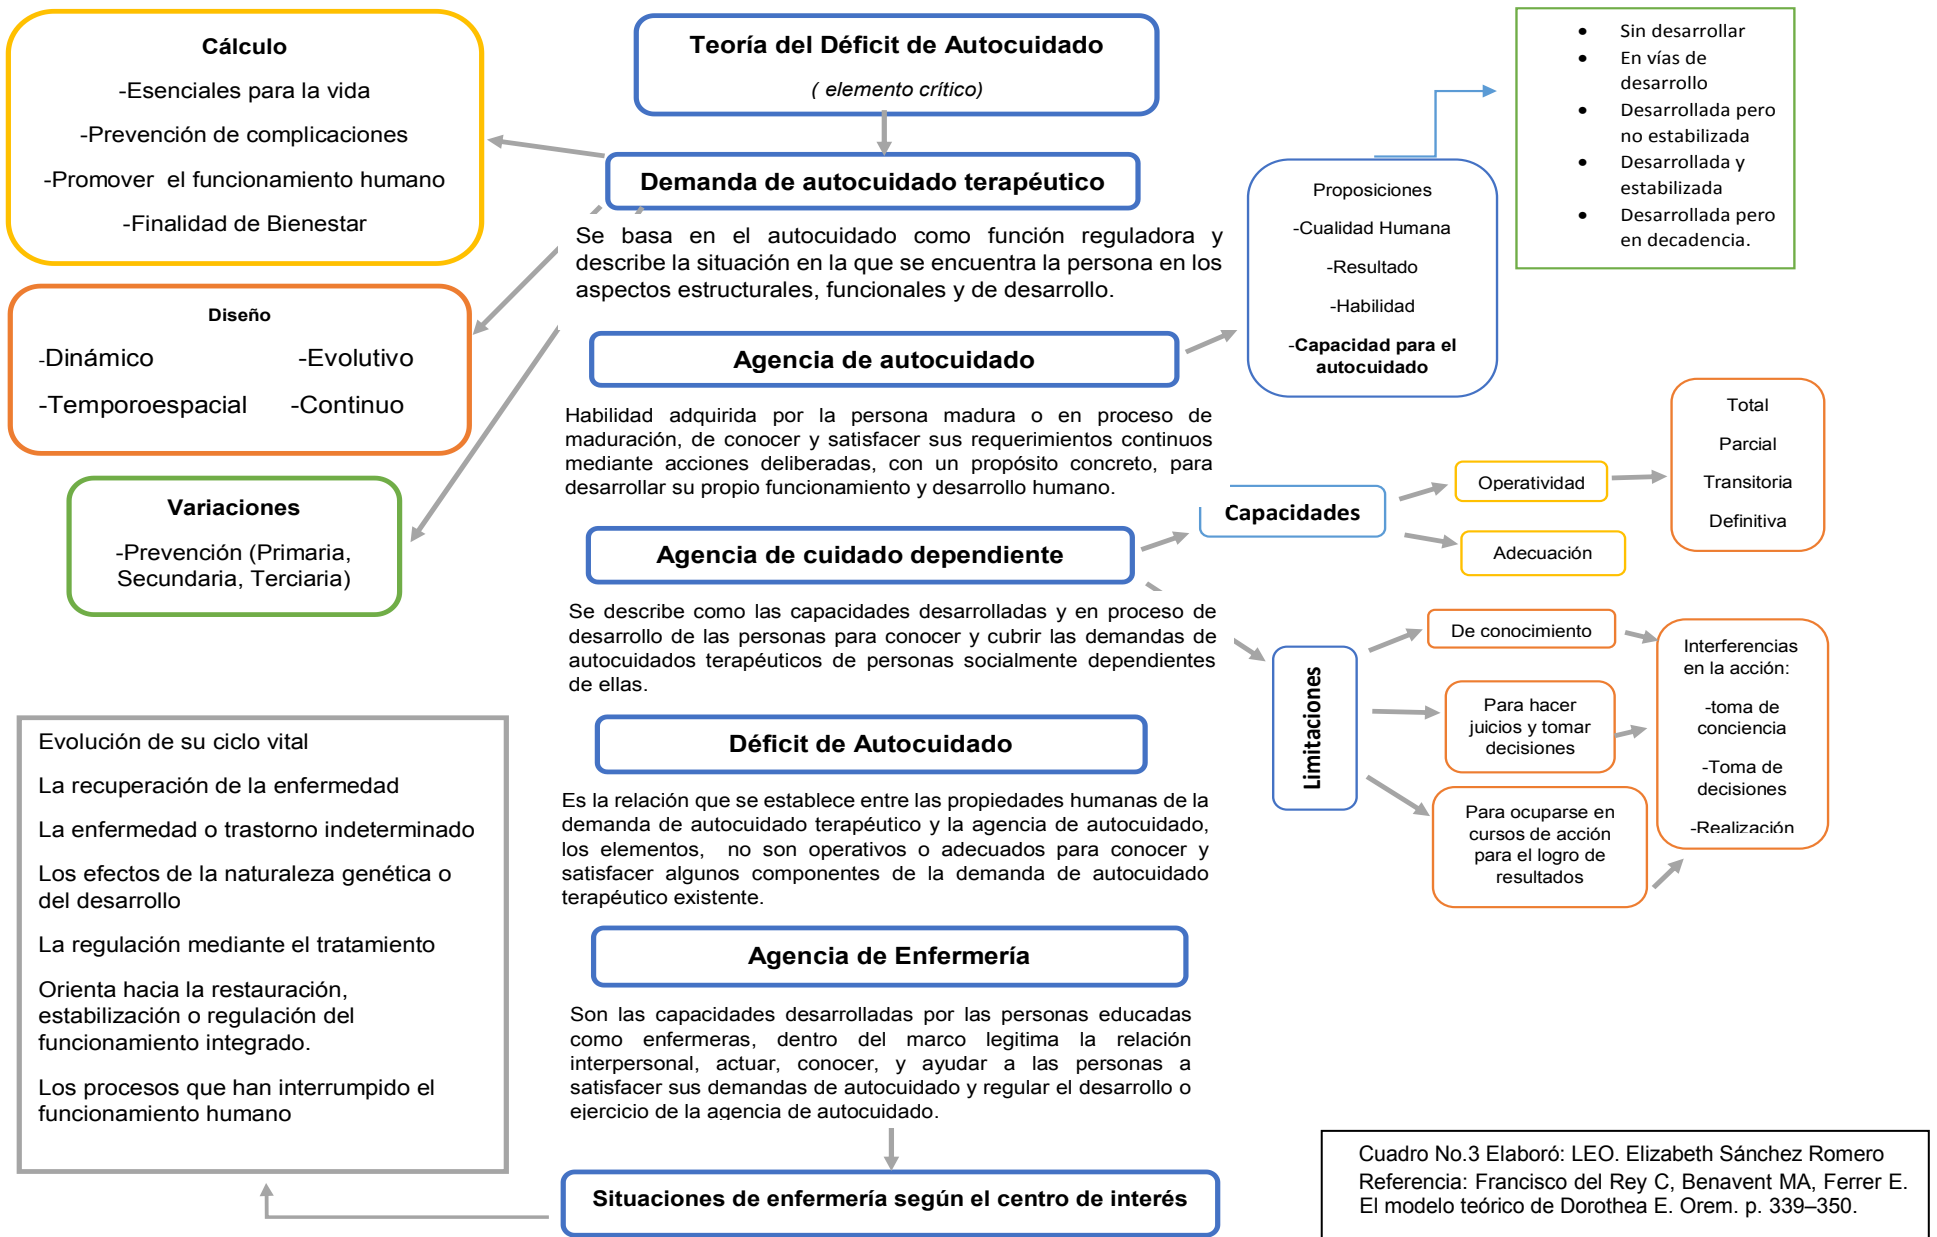 Teoría del Déficit de Autocuidado
( elemento crítico)
Cálculo
-Esenciales para la vida
-Prevención de complicaciones
-Promover el funcionamiento humano
-Finalidad de Bienestar
Demanda de autocuidado terapéutico
Se basa en el autocuidado como función reguladora y
describe la situación en la que se encuentra la persona en los
aspectos estructurales, funcionales y de desarrollo.
Diseño
-Dinámico -Evolutivo
-Temporoespacial -Continuo
Variaciones
-Prevención (Primaria,
Secundaria, Terciaria)
Agencia de autocuidado
Habilidad adquirida por la persona madura o en proceso de
maduración, de conocer y satisfacer sus requerimientos continuos
mediante acciones deliberadas, con un propósito concreto, para
desarrollar su propio funcionamiento y desarrollo humano.
Proposiciones
-Cualidad Humana
-Resultado
-Habilidad
-Capacidad para el
autocuidado
• Sin desarrollar
• En vías de
desarrollo
• Desarrollada pero
no estabilizada
• Desarrollada y
estabilizada
• Desarrollada pero
en decadencia.
Agencia de cuidado dependiente
Se describe como las capacidades desarrolladas y en proceso de
desarrollo de las personas para conocer y cubrir las demandas de
autocuidados terapéuticos de personas socialmente dependientes
de ellas.
Capacidades
Operatividad
Adecuación
Total
Parcial
Transitoria
Definitiva
Limitaciones
De conocimiento
Para hacer
juicios y tomar
decisiones
Para ocuparse en
cursos de acción
para el logro de
resultados
Interferencias
en la acción:
-toma de
conciencia
-Toma de
decisiones
-Realización
Déficit de Autocuidado
Es la relación que se establece entre las propiedades humanas de la
demanda de autocuidado terapéutico y la agencia de autocuidado,
los elementos, no son operativos o adecuados para conocer y
satisfacer algunos componentes de la demanda de autocuidado
terapéutico existente.
Agencia de Enfermería
Son las capacidades desarrolladas por las personas educadas
como enfermeras, dentro del marco legitima la relación
interpersonal, actuar, conocer, y ayudar a las personas a
satisfacer sus demandas de autocuidado y regular el desarrollo o
ejercicio de la agencia de autocuidado.
Situaciones de enfermería según el centro de interés
Evolución de su ciclo vital
La recuperación de la enfermedad
La enfermedad o trastorno indeterminado
Los efectos de la naturaleza genética o
del desarrollo
La regulación mediante el tratamiento
Orienta hacia la restauración,
estabilización o regulación del
funcionamiento integrado.
Los procesos que han interrumpido el
funcionamiento humano
Cuadro No.3 Elaboró: LEO. Elizabeth Sánchez Romero
Referencia: Francisco del Rey C, Benavent MA, Ferrer E.
El modelo teórico de Dorothea E. Orem. p. 339–350.